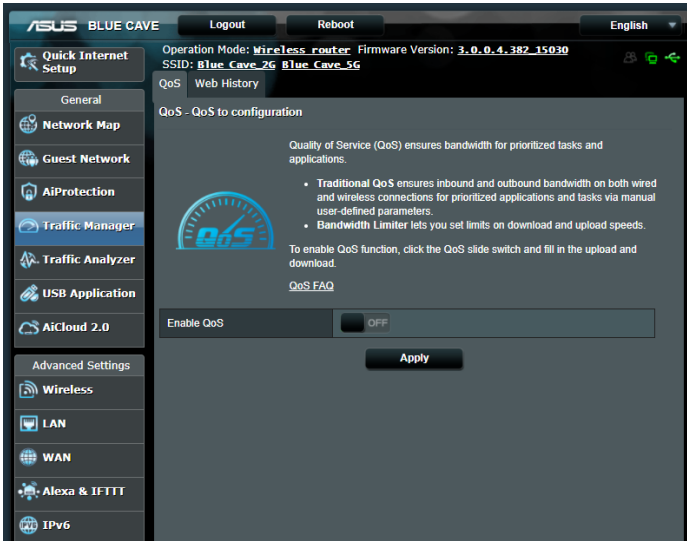 ASUS BLUE CAVE
Logout
Reboot
English
Quick Internet
Setup
Operation Mode: Wireless router Firmware Version: 3.0.0.4.382_15030
SSID: Blue Cave_2G Blue Cave_5G
General
Network Map
Guest Network
AiProtection
Traffic Manager
Traffic Analyzer
USB Application
AiCloud 2.0
Advanced Settings
Wireless
LAN
WAN
Alexa & IFTTT
IPv6
QoS
Web History
QoS - QoS to configuration
QoS
Quality of Service (QoS) ensures bandwidth for prioritized tasks and
applications.
• Traditional QoS ensures inbound and outbound bandwidth on both wired
and wireless connections for prioritized applications and tasks via manual
user-defined parameters.
• Bandwidth Limiter lets you set limits on download and upload speeds.
To enable QoS function, click the QoS slide switch and fill in the upload and
download.
QoS FAQ
Enable QoS
OFF
Apply